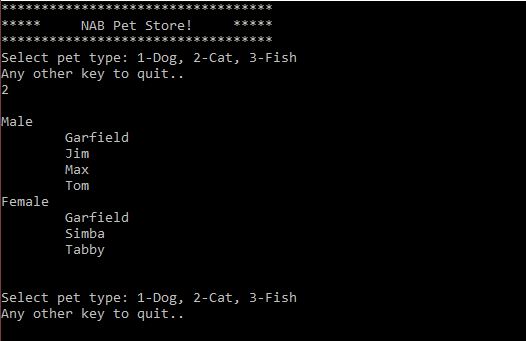 **********************************
*****     NAB Pet Store!     *****
**********************************
Select pet type: 1-Dog, 2-Cat, 3-Fish
Any other key to quit..
2
Male
        Garfield
        Jim
        Max
        Tom
Female
        Garfield
        Simba
        Tabby
Select pet type: 1-Dog, 2-Cat, 3-Fish
Any other key to quit..